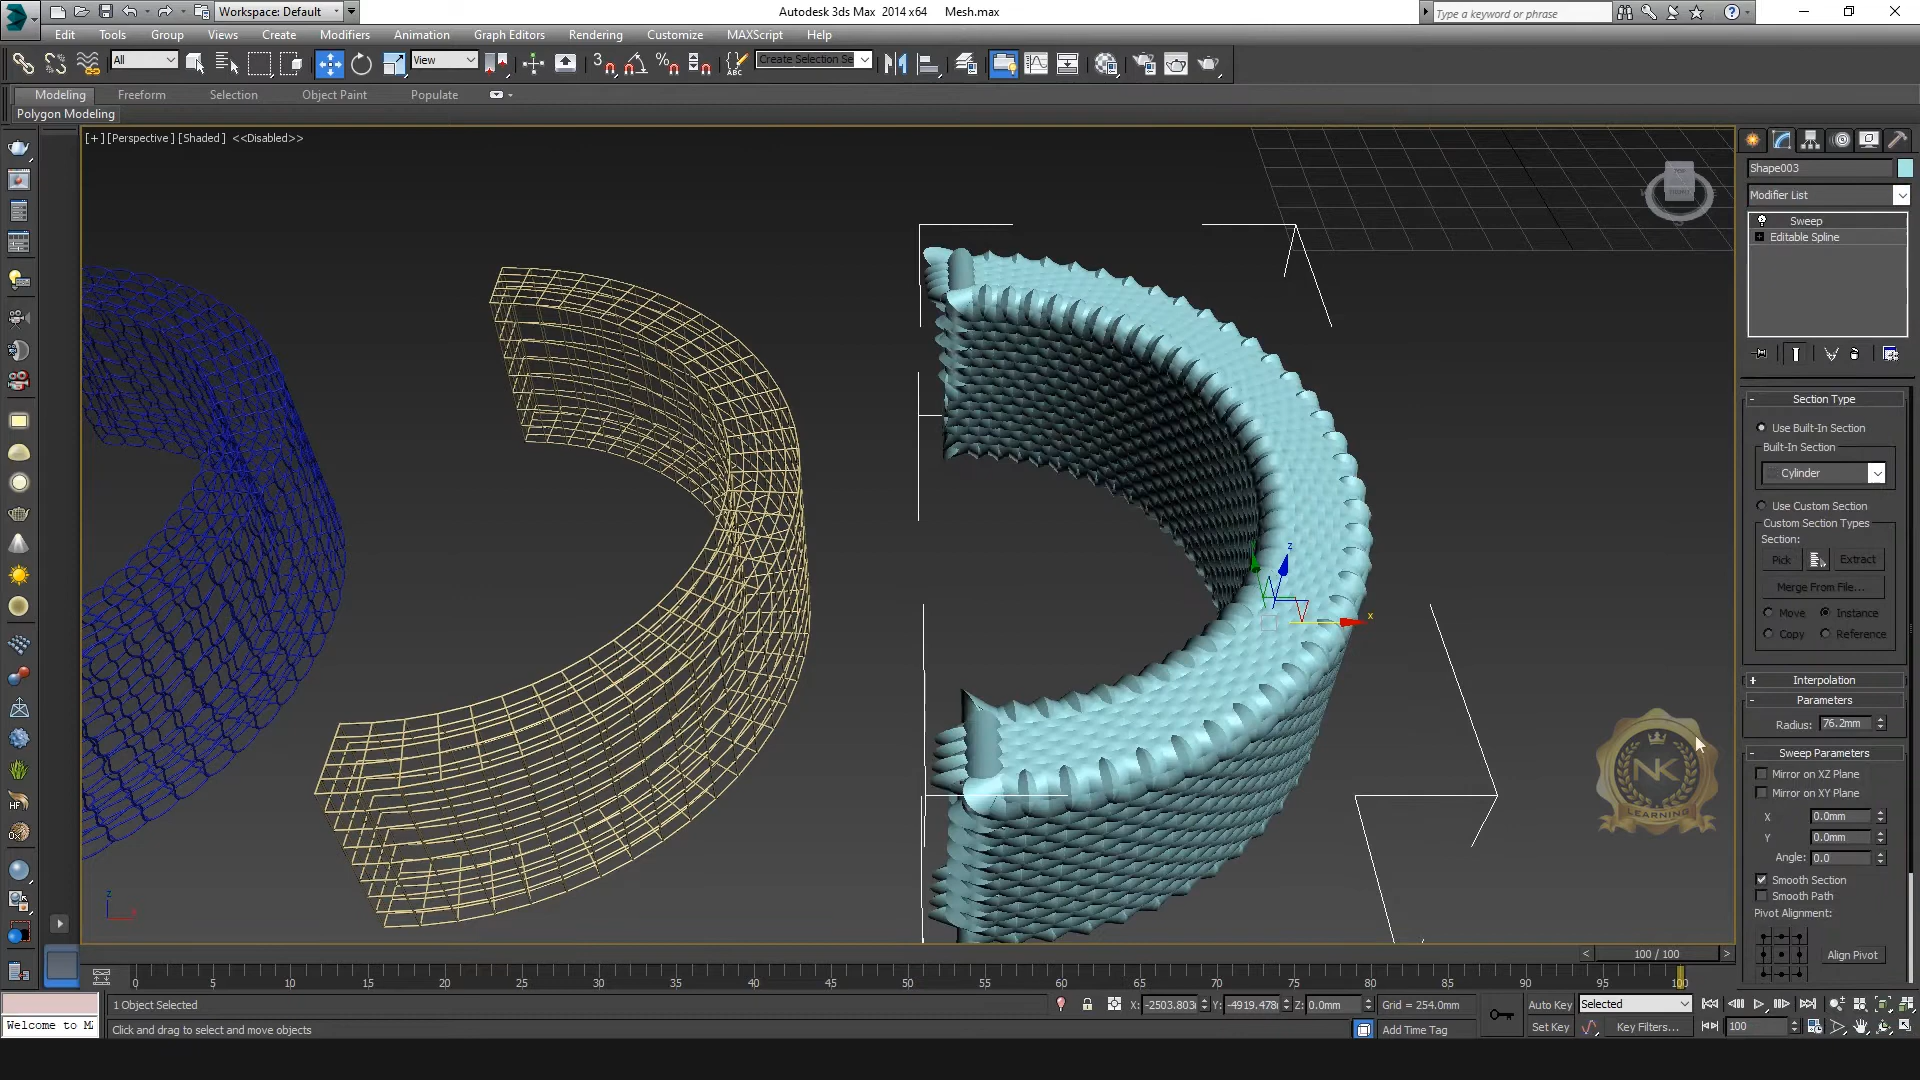 Workspace: Default
Autodesk 3ds Max 2014 x64 Mesh.max
Type a keyword or phrase
Edit Tools Group Views Create Modifiers Animation Graph Editors Rendering Customize MAXScript Help
All
View
3
ABC
Create Selection Se
Modeling Freeform Selection Object Paint Populate
Polygon Modeling
[+][Perspective][Shaded] <<Disabled>>
Shape003
Modifier List
Sweep
Editable Spline
Section Type
Use Built-In Section
Built-In Section
Cylinder
Use Custom Section
Custom Section Types
Section:
Pick Extract
Merge From File...
Move Instance
Copy Reference
Interpolation
Parameters
Radius: 76.2mm
Sweep Parameters
Mirror on XZ Plane
Mirror on XY Plane
X 0.0mm
Y 0.0mm
Angle: 0.0
Smooth Section
Smooth Path
Pivot Alignment:
Align Pivot
z
x
NK
LEARNING
HF
z
x
100 / 100
0 5 10 15 20 25 30 35 40 45 50 55 60 65 70 75 80 85 90 95 100
1 Object Selected
X: -2503.803 Y: -4919.478 Z: 0.0mm Grid = 254.0mm
Auto Key Selected
Welcome to M
Click and drag to select and move objects
Add Time Tag
Set Key Key Filters... 100